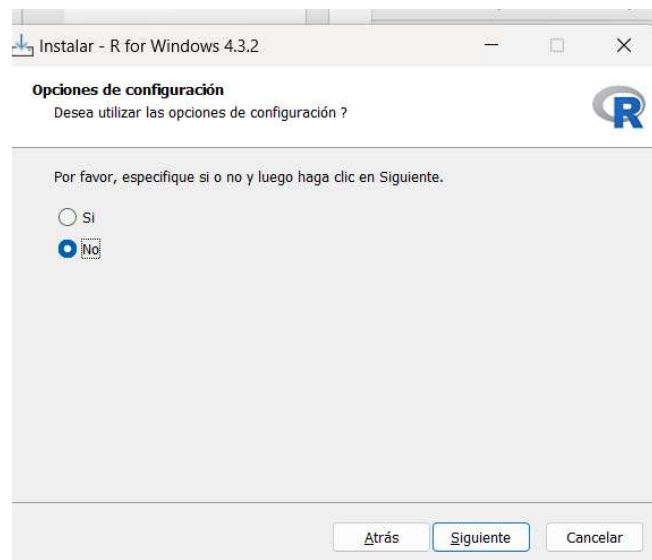 Instalar - R for Windows 4.3.2
Opciones de configuración
Desea utilizar las opciones de configuración ?
R
Por favor, especifique si o no y luego haga clic en Siguiente.
Si
No
Atrás Siguiente Cancelar